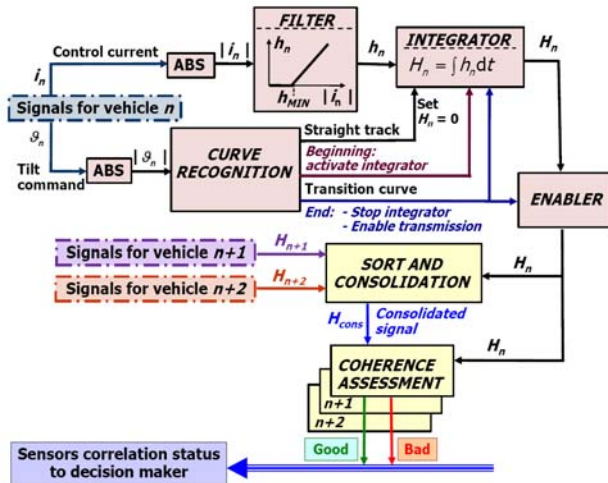 FILTER
h_n
h_MIN |i_n|
INTEGRATOR
H_n = ∫ h_n dt
Control current
i_n
ABS
|i_n|
h_n
H_n
Signals for vehicle n
ϑ_n
Tilt
command
ABS
|ϑ_n|
CURVE
RECOGNITION
Straight track
Set
H_n = 0
Beginning:
activate integrator
Transition curve
End: - Stop integrator
- Enable transmission
ENABLER
Signals for vehicle n+1
H_n+1
Signals for vehicle n+2
H_n+2
SORT AND
CONSOLIDATION
H_n
H_cons
Consolidated
signal
H_n
COHERENCE
ASSESSMENT
n+1
n+2
Good
Bad
Sensors correlation status
to decision maker